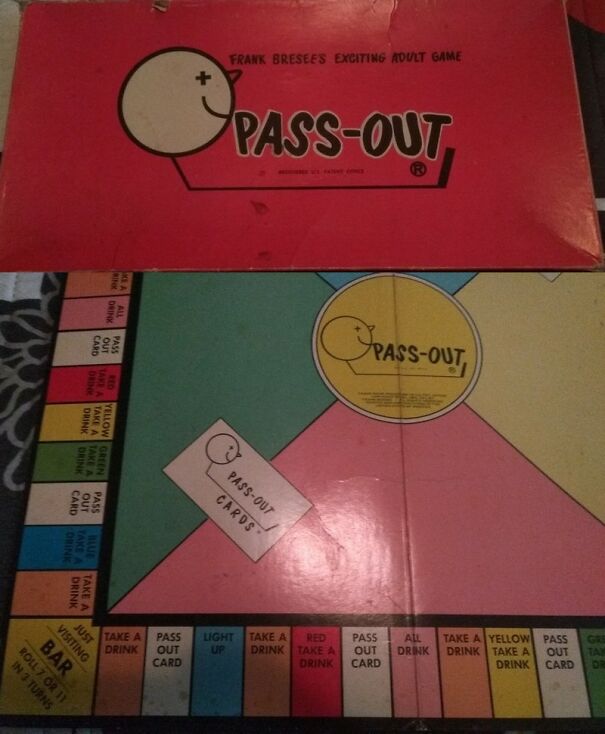 FRANK BRESEE'S EXCITING ADULT GAME
PASS-OUT
®
REGISTERED U.S. PATENT OFFICE
PASS-OUT
®
PASS-OUT
CARDS
ALL
DRINK
PASS
OUT
CARD
RED
TAKE A
DRINK
YELLOW
TAKE A
DRINK
GREEN
TAKE A
DRINK
PASS
OUT
CARD
BLUE
TAKE A
DRINK
TAKE A
DRINK
JUST
VISITING
BAR
ROLL 7 OR 11
IN 3 TURNS
TAKE A
DRINK
PASS
OUT
CARD
LIGHT
UP
TAKE A
DRINK
RED
TAKE A
DRINK
PASS
OUT
CARD
ALL
DRINK
TAKE A
DRINK
YELLOW
TAKE A
DRINK
PASS
OUT
CARD